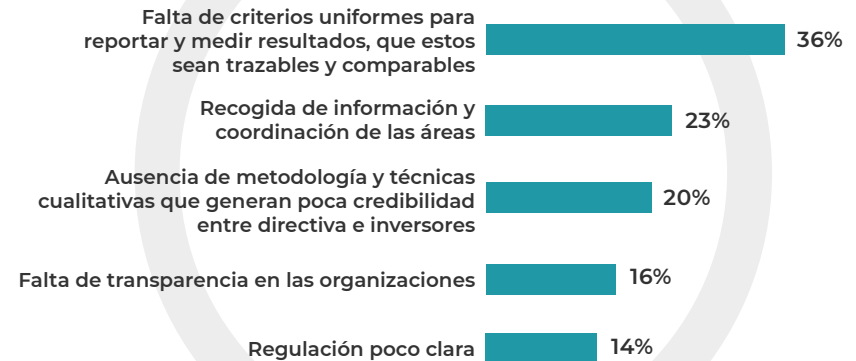 Falta de criterios uniformes para
reportar y medir resultados, que estos
sean trazables y comparables
36%
Recogida de información y
coordinación de las áreas
23%
Ausencia de metodología y técnicas
cualitativas que generan poca credibilidad
entre directiva e inversores
20%
Falta de transparencia en las organizaciones
16%
Regulación poco clara
14%